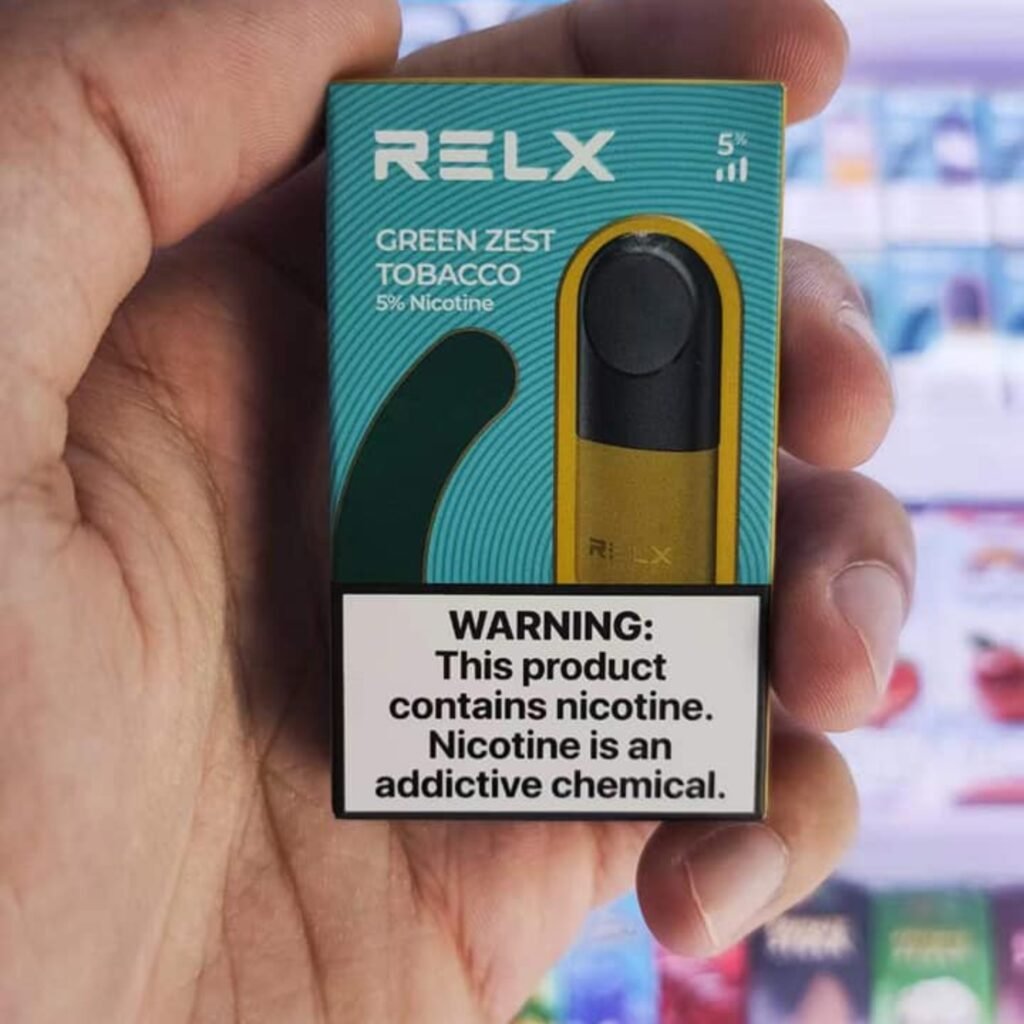 RELX
5%
GREEN ZEST
TOBACCO
5% Nicotine
RELX
WARNING:
This product
contains nicotine.
Nicotine is an
addictive chemical.